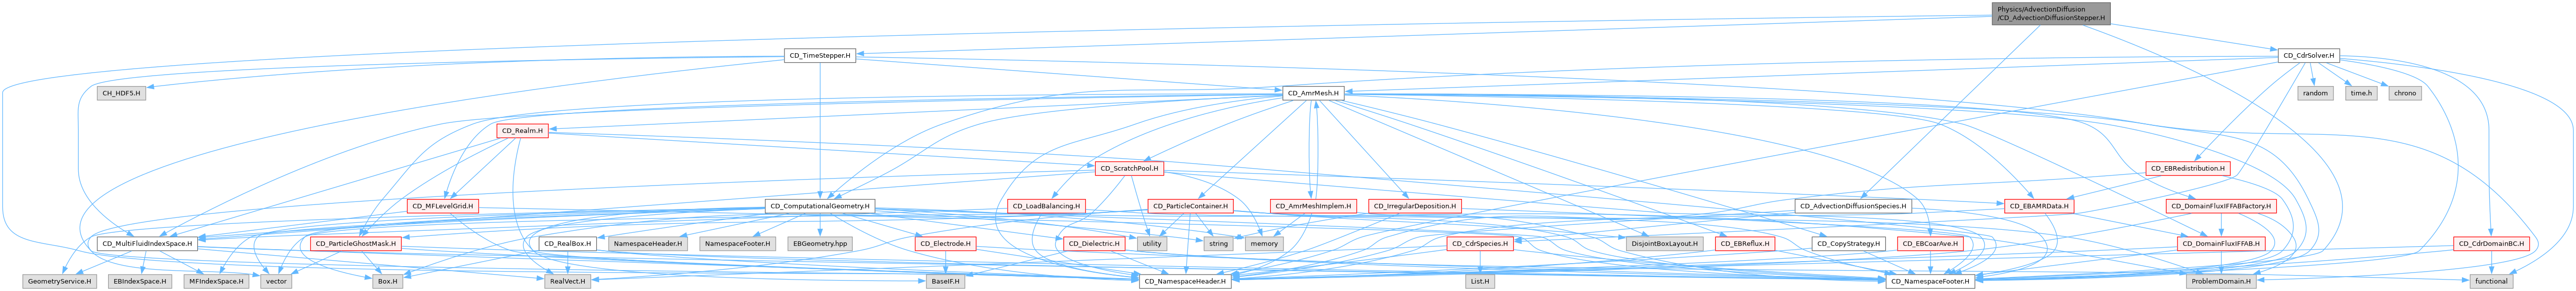 Physics/AdvectionDiffusion
/CD_AdvectionDiffusionStepper.H
CD_TimeStepper.H
CD_CdrSolver.H
CH_HDF5.H
CD_AmrMesh.H
random
time.h
chrono
CD_Realm.H
CD_ScratchPool.H
CD_EBRedistribution.H
CD_MFLevelGrid.H
CD_ComputationalGeometry.H
CD_LoadBalancing.H
CD_ParticleContainer.H
CD_AmrMeshImplem.H
CD_IrregularDeposition.H
CD_AdvectionDiffusionSpecies.H
CD_EBAMRData.H
CD_DomainFluxIFFABFactory.H
CD_MultiFluidIndexSpace.H
CD_ParticleGhostMask.H
CD_RealBox.H
NamespaceHeader.H
NamespaceFooter.H
EBGeometry.hpp
CD_Electrode.H
CD_Dielectric.H
utility
string
memory
CD_CdrSpecies.H
DisjointBoxLayout.H
CD_EBReflux.H
CD_CopyStrategy.H
CD_EBCoarAve.H
CD_DomainFluxIFFAB.H
CD_CdrDomainBC.H
GeometryService.H
EBIndexSpace.H
MFIndexSpace.H
vector
Box.H
RealVect.H
BaseIF.H
CD_NamespaceHeader.H
List.H
CD_NamespaceFooter.H
ProblemDomain.H
functional